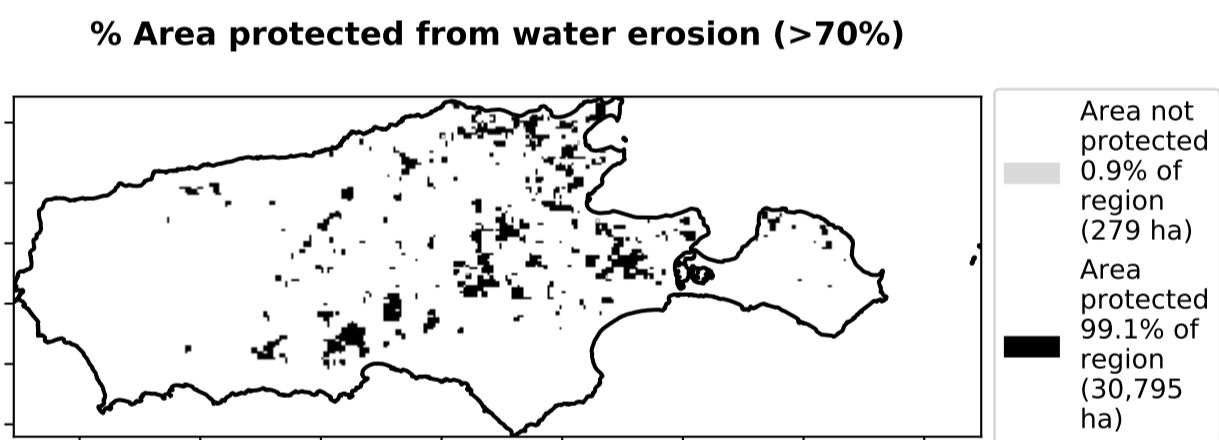 % Area protected from water erosion (>70%)
Area not
protected
0.9% of
region
(279 ha)
Area
protected
99.1% of
region
(30,795
ha)